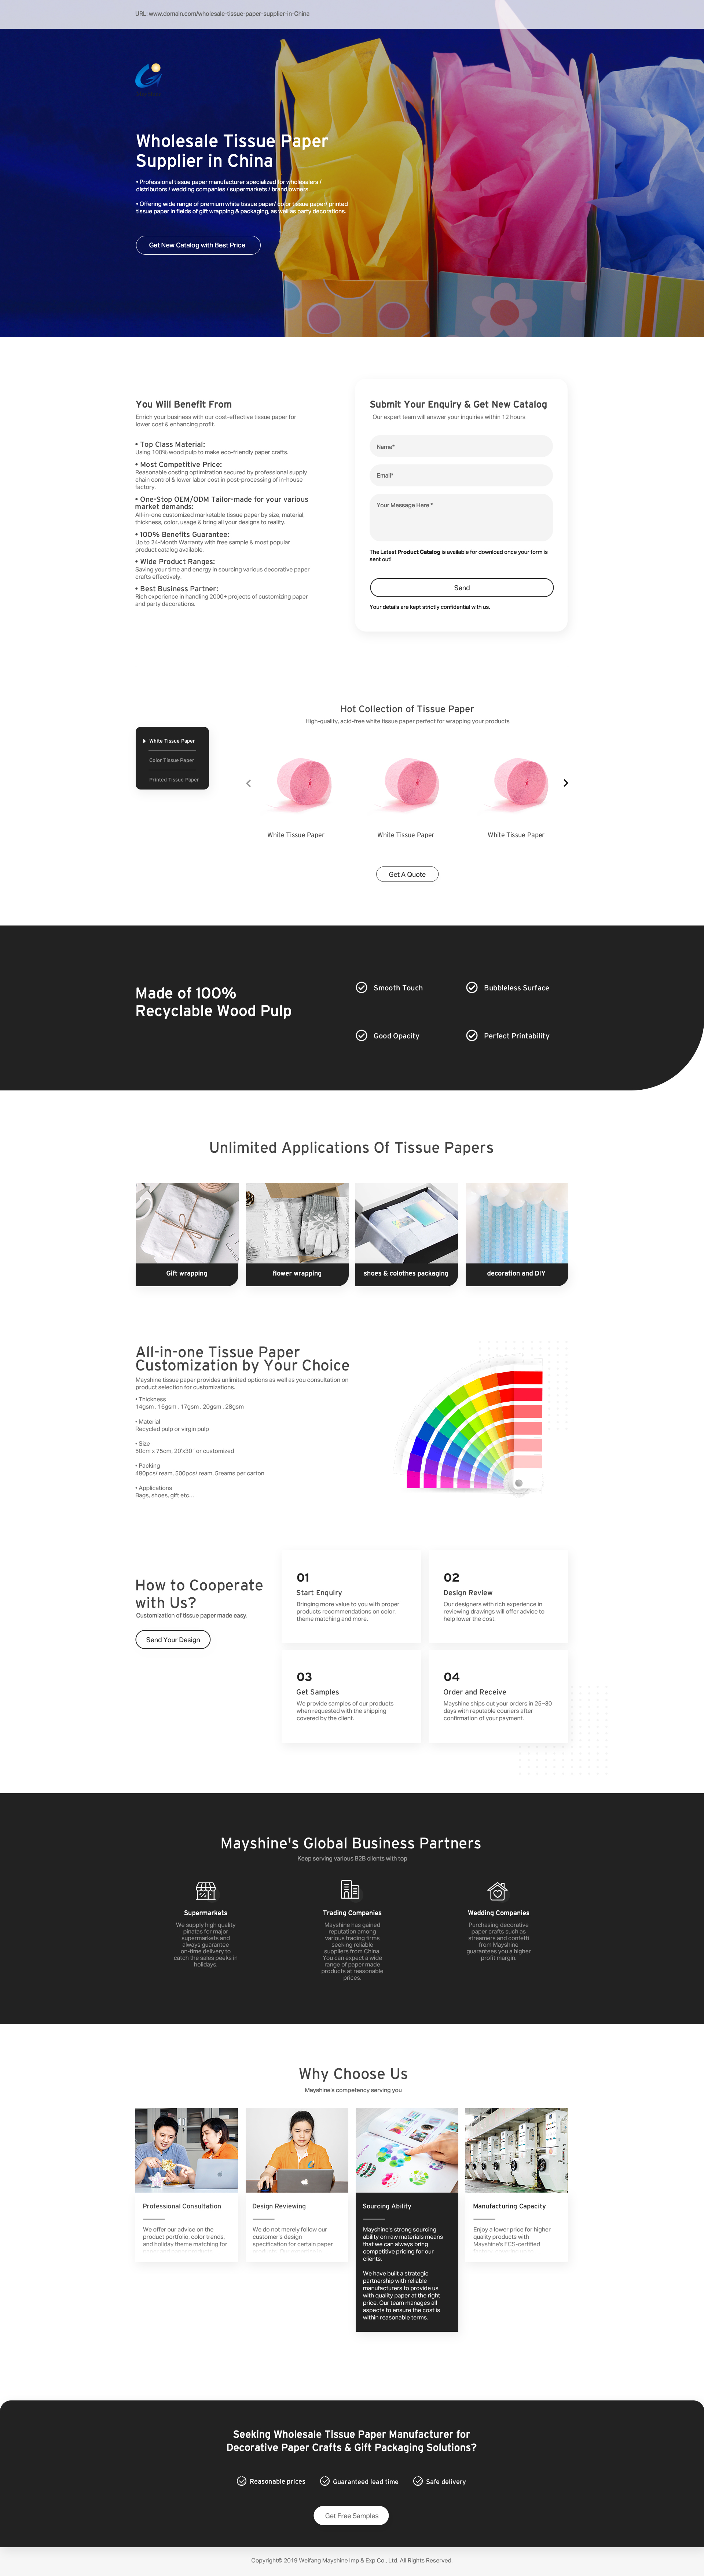 URL: www.domain.com/wholesale-tissue-paper-supplier-in-China
Wholesale Tissue Paper
Supplier in China
• Professional tissue paper manufacturer specialized for wholesalers /
distributors / wedding companies / supermarkets / brand owners.
• Offering wide range of premium white tissue paper/ color tissue paper/ printed
tissue paper in fields of gift wrapping & packaging, as well as party decorations.
Get New Catalog with Best Price
You Will Benefit From
Enrich your business with our cost-effective tissue paper for
lower cost & enhancing profit.
• Top Class Material:
Using 100% wood pulp to make eco-friendly paper crafts.
• Most Competitive Price:
Reasonable costing optimization secured by professional supply
chain control & lower labor cost in post-processing of in-house
factory.
• One-Stop OEM/ODM Tailor-made for your various
market demands:
All-in-one customized marketable tissue paper by size, material,
thickness, color, usage & bring all your designs to reality.
• 100% Benefits Guarantee:
Up to 24-Month Warranty with free sample & most popular
product catalog available.
• Wide Product Ranges:
Saving your time and energy in sourcing various decorative paper
crafts effectively.
• Best Business Partner:
Rich experience in handling 2000+ projects of customizing paper
and party decorations.
Submit Your Enquiry & Get New Catalog
Our expert team will answer your inquiries within 12 hours
Name*
Email*
Your Message Here *
The Latest Product Catalog is available for download once your form is
sent out!
Send
Your details are kept strictly confidential with us.
Hot Collection of Tissue Paper
High-quality, acid-free white tissue paper perfect for wrapping your products
White Tissue Paper
Color Tissue Paper
Printed Tissue Paper
White Tissue Paper
White Tissue Paper
White Tissue Paper
Get A Quote
Made of 100%
Recyclable Wood Pulp
Smooth Touch
Bubbleless Surface
Good Opacity
Perfect Printability
Unlimited Applications Of Tissue Papers
Gift wrapping
flower wrapping
shoes & colothes packaging
decoration and DIY
All-in-one Tissue Paper
Customization by Your Choice
Mayshine tissue paper provides unlimited options as well as you consultation on
product selection for customizations.
• Thickness
14gsm , 16gsm , 17gsm , 20gsm , 28gsm
• Material
Recycled pulp or virgin pulp
• Size
50cm x 75cm, 20'x30 ' or customized
• Packing
480pcs/ ream, 500pcs/ ream, 5reams per carton
• Applications
Bags, shoes, gift etc...
How to Cooperate
with Us?
Customization of tissue paper made easy.
Send Your Design
01
Start Enquiry
Bringing more value to you with proper
products recommendations on color,
theme matching and more.
02
Design Review
Our designers with rich experience in
reviewing drawings will offer advice to
help lower the cost.
03
Get Samples
We provide samples of our products
when requested with the shipping
covered by the client.
04
Order and Receive
Mayshine ships out your orders in 25–30
days with reputable couriers after
confirmation of your payment.
Mayshine's Global Business Partners
Keep serving various B2B clients with top
Supermarkets
We supply high quality
pinatas for major
supermarkets and
always guarantee
on-time delivery to
catch the sales peeks in
holidays.
Trading Companies
Mayshine has gained
reputation among
various trading firms
seeking reliable
suppliers from China.
You can expect a wide
range of paper made
products at reasonable
prices.
Wedding Companies
Purchasing decorative
paper crafts such as
streamers and confetti
from Mayshine
guarantees you a higher
profit margin.
Why Choose Us
Mayshine's competency serving you
Professional Consultation
We offer our advice on the
product portfolio, color trends,
and holiday theme matching for
Design Reviewing
We do not merely follow our
customer's design
specification for certain paper
Sourcing Ability
Mayshine's strong sourcing
ability on raw materials means
that we can always bring
competitive pricing for our
clients.
We have built a strategic
partnership with reliable
manufacturers to provide us
with quality paper at the right
price. Our team manages all
aspects to ensure the cost is
within reasonable terms.
Manufacturing Capacity
Enjoy a lower price for higher
quality products with
Mayshine's FCS-certified
Seeking Wholesale Tissue Paper Manufacturer for
Decorative Paper Crafts & Gift Packaging Solutions?
Reasonable prices
Guaranteed lead time
Safe delivery
Get Free Samples
Copyright© 2019 Weifang Mayshine Imp & Exp Co., Ltd. All Rights Reserved.